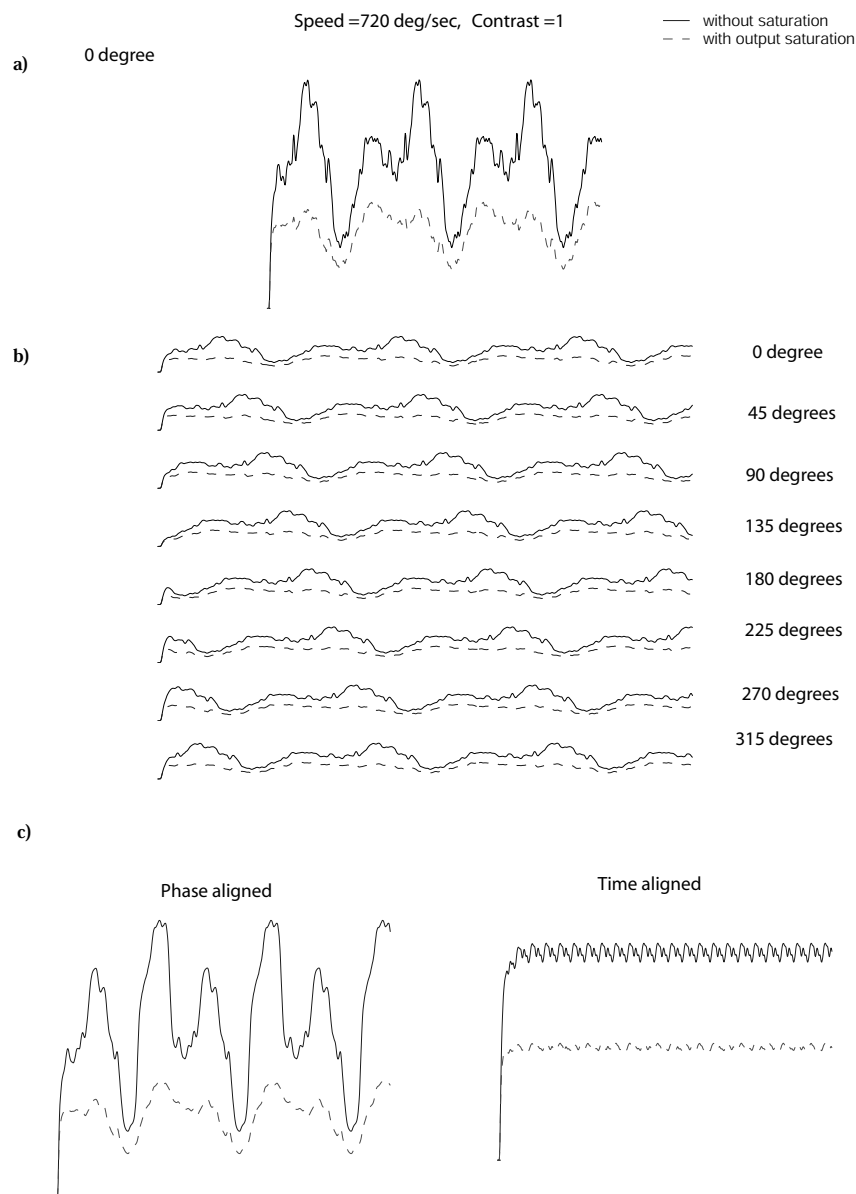 Speed =720 deg/sec, Contrast =1
without saturation
with output saturation
a)
0 degree
b)
0 degree
45 degrees
90 degrees
135 degrees
180 degrees
225 degrees
270 degrees
315 degrees
c)
Phase aligned
Time aligned